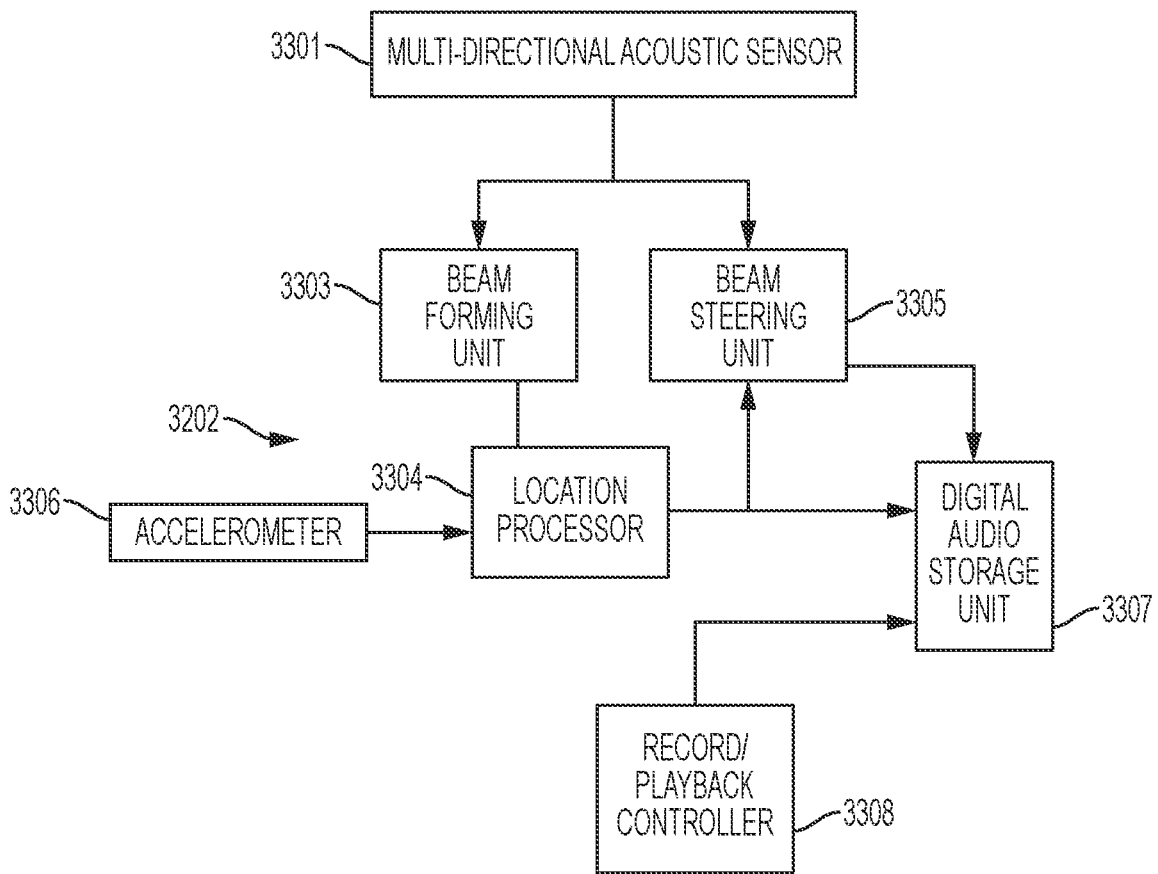 3301
MULTI-DIRECTIONAL ACOUSTIC SENSOR
3303
BEAM
FORMING
UNIT
BEAM
STEERING
UNIT
3305
3202
3304
LOCATION
PROCESSOR
3306
ACCELEROMETER
DIGITAL
AUDIO
STORAGE
UNIT
3307
RECORD/
PLAYBACK
CONTROLLER
3308